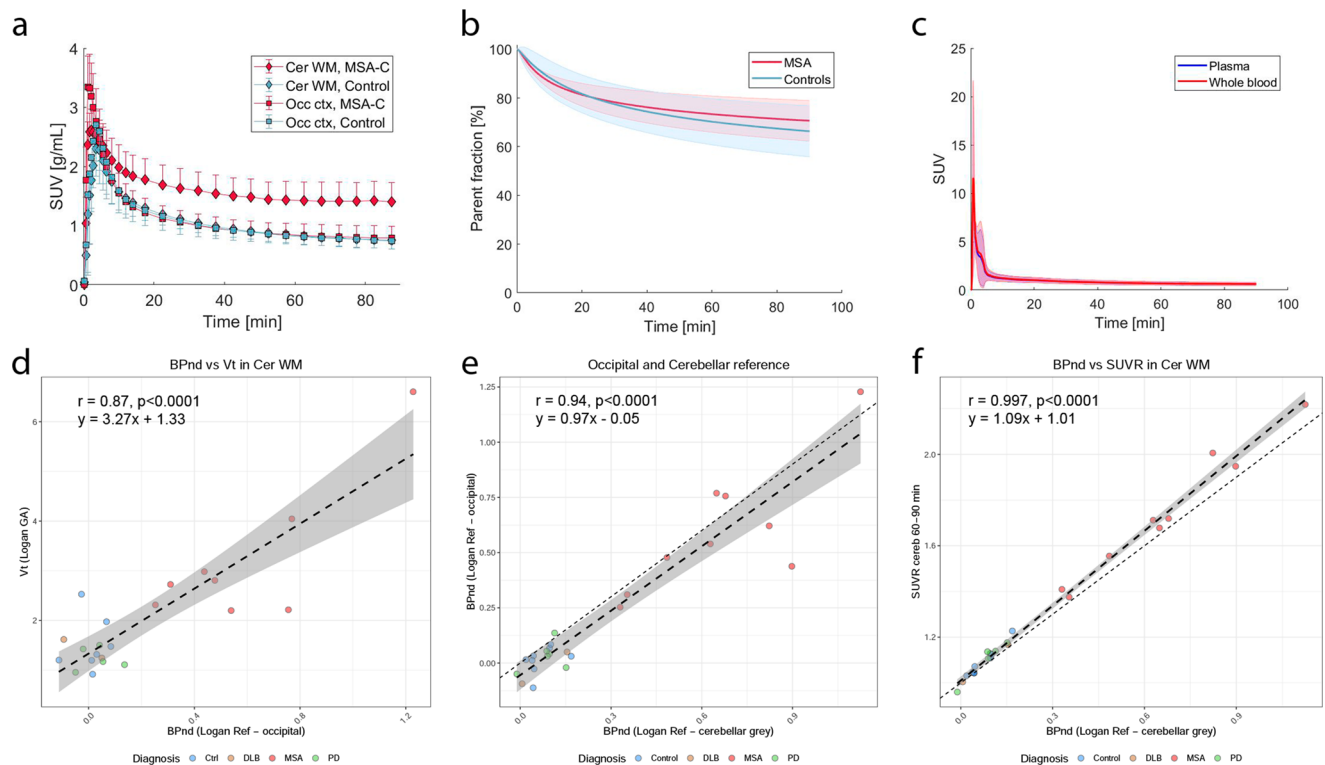 a
SUV [g/mL]
4
3
2
1
0
0
20
40
60
80
Time [min]
Cer WM, MSA-C
Cer WM, Control
Occ ctx, MSA-C
Occ ctx, Control
b
Parent fraction [%]
100
80
60
40
20
0
0
20
40
60
80
100
Time [min]
MSA
Controls
c
SUV
25
20
15
10
5
0
0
20
40
60
80
100
Time [min]
Plasma
Whole blood
d
BPnd vs Vt in Cer WM
r = 0.87, p<0.0001
y = 3.27x + 1.33
Vt (Logan GA)
6
4
2
0.0
0.4
0.8
1.2
BPnd (Logan Ref – occipital)
Diagnosis Ctrl DLB MSA PD
e
Occipital and Cerebellar reference
r = 0.94, p<0.0001
y = 0.97x - 0.05
BPnd (Logan Ref – occipital)
1.25
1.00
0.75
0.50
0.25
0.00
0.0
0.3
0.6
0.9
BPnd (Logan Ref – cerebellar grey)
Diagnosis Control DLB MSA PD
f
BPnd vs SUVR in Cer WM
r = 0.997, p<0.0001
y = 1.09x + 1.01
SUVR cereb 60–90 min
2.0
1.6
1.2
0.0
0.3
0.6
0.9
BPnd (Logan Ref – cerebellar grey)
Diagnosis Control DLB MSA PD